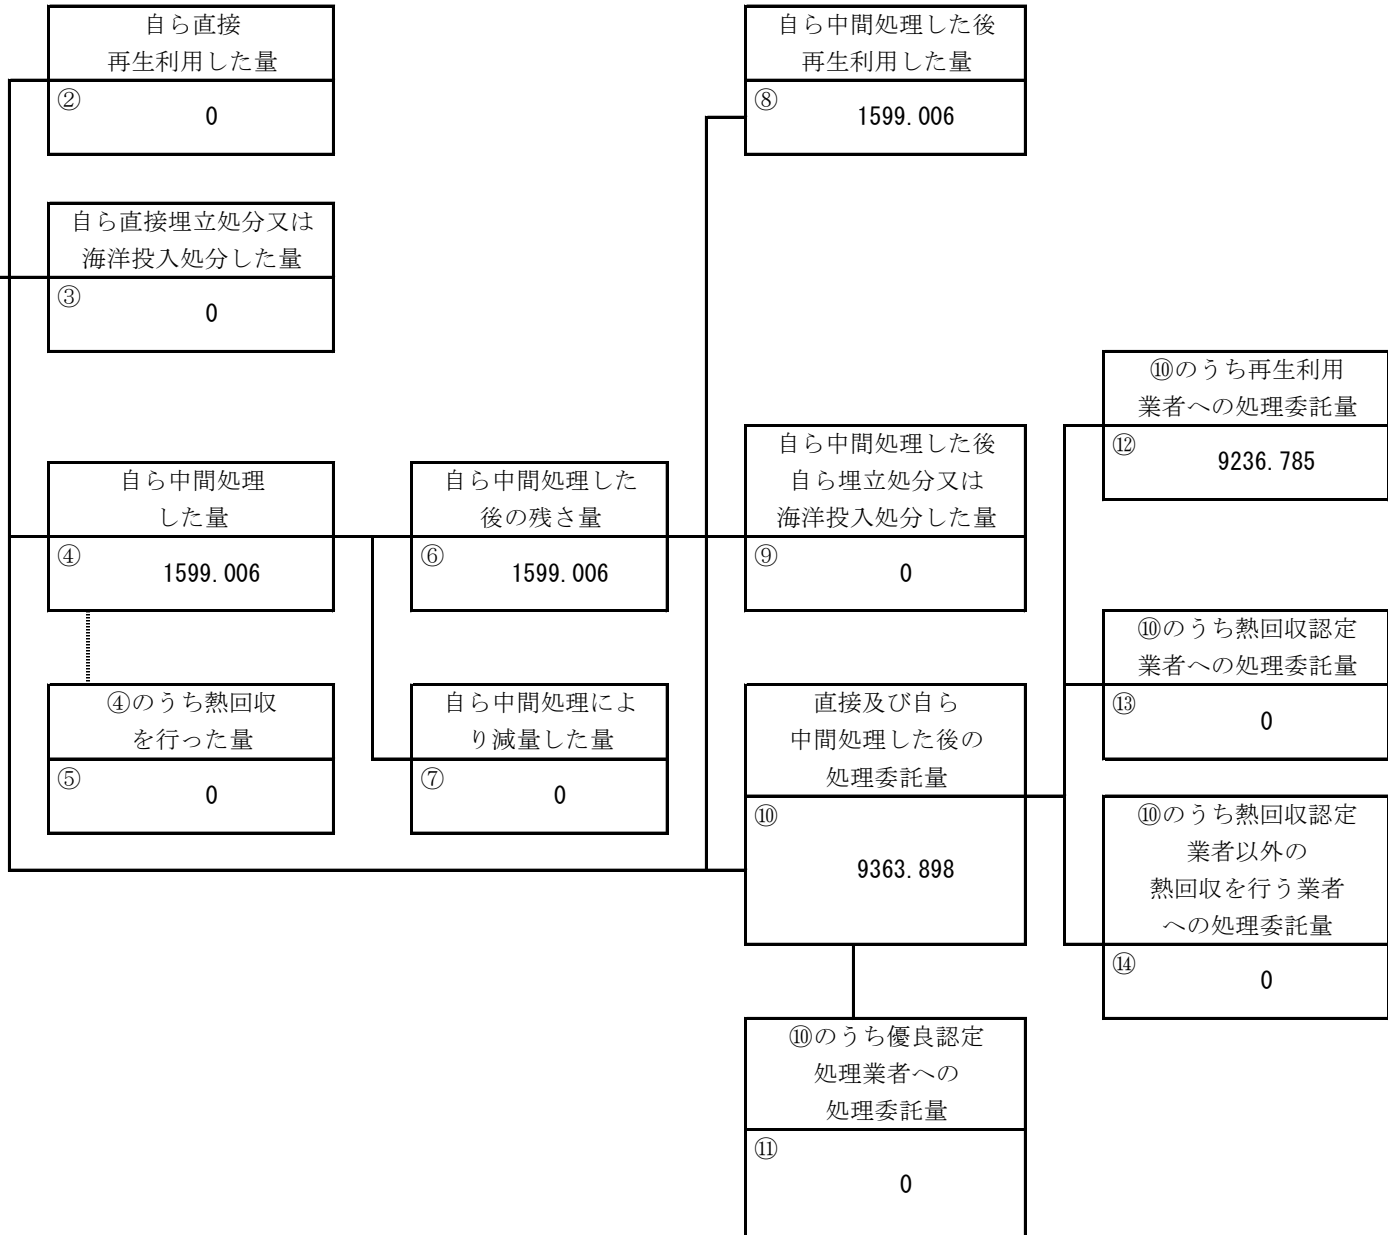 自ら直接
再生利用した量
②
0
自ら中間処理した後
再生利用した量
⑧
1599.006
自ら直接埋立処分又は
海洋投入処分した量
③
0
⑩のうち再生利用
業者への処理委託量
⑫
9236.785
自ら中間処理
した量
④
1599.006
自ら中間処理した
後の残さ量
⑥
1599.006
自ら中間処理した後
自ら埋立処分又は
海洋投入処分した量
⑨
0
⑩のうち熱回収認定
業者への処理委託量
⑬
0
④のうち熱回収
を行った量
⑤
0
自ら中間処理によ
り減量した量
⑦
0
直接及び自ら
中間処理した後の
処理委託量
⑩
9363.898
⑩のうち熱回収認定
業者以外の
熱回収を行う業者
への処理委託量
⑭
0
⑩のうち優良認定
処理業者への
処理委託量
⑪
0